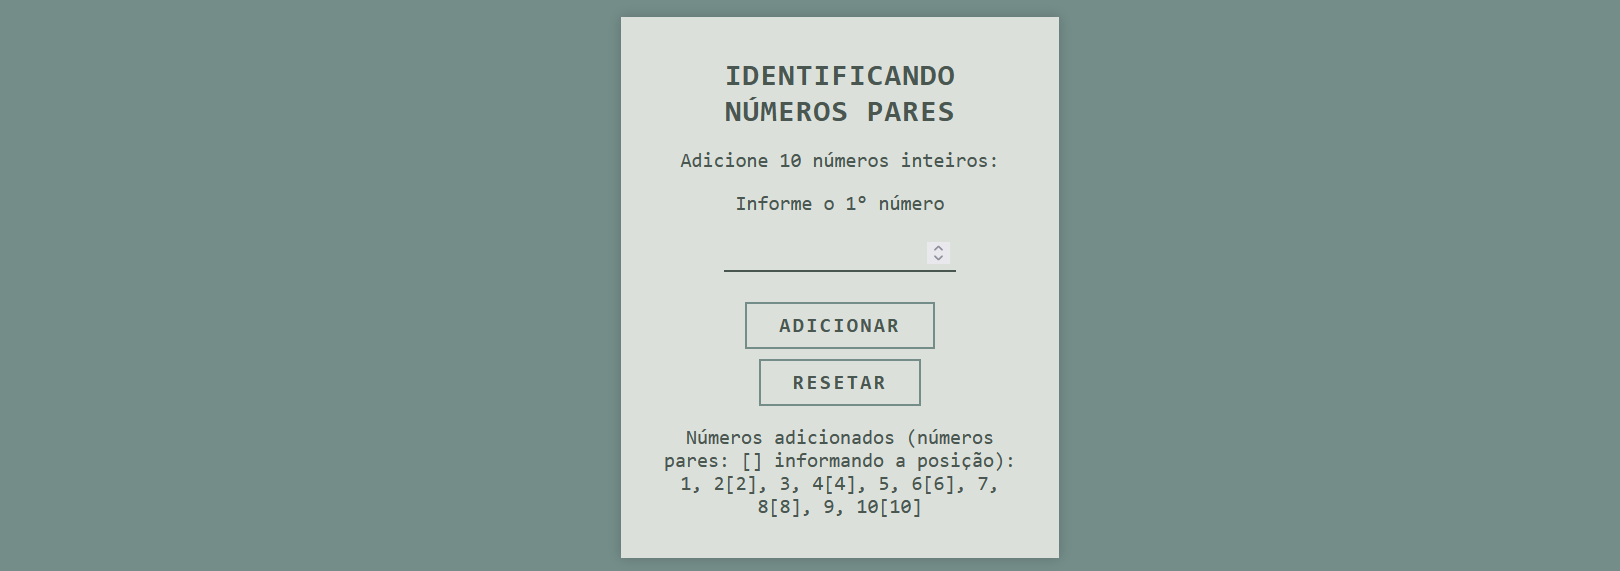 IDENTIFICANDO
NÚMEROS PARES
Adicione 10 números inteiros:
Informe o 1º número
ADICIONAR
RESETAR
Números adicionados (números
pares: [] informando a posição):
1, 2[2], 3, 4[4], 5, 6[6], 7,
8[8], 9, 10[10]